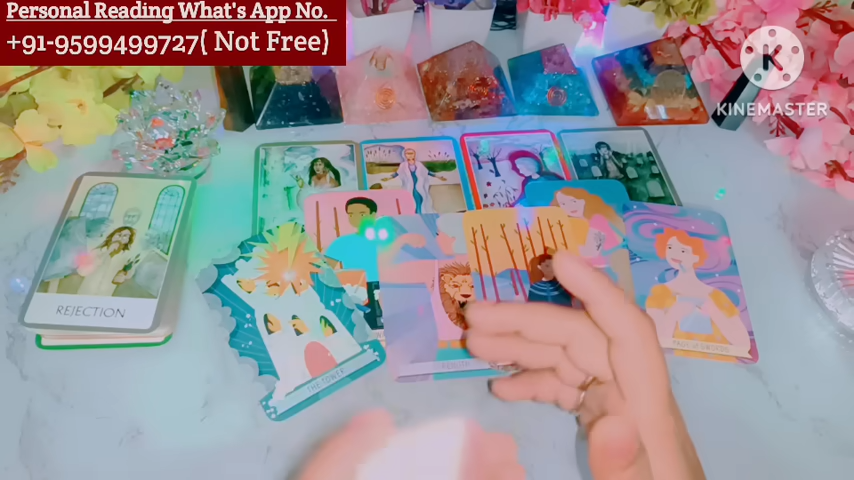 Personal Reading What's App No.
+91-9599499727( Not Free)
KINEMASTER
REJECTION
THE TOWER